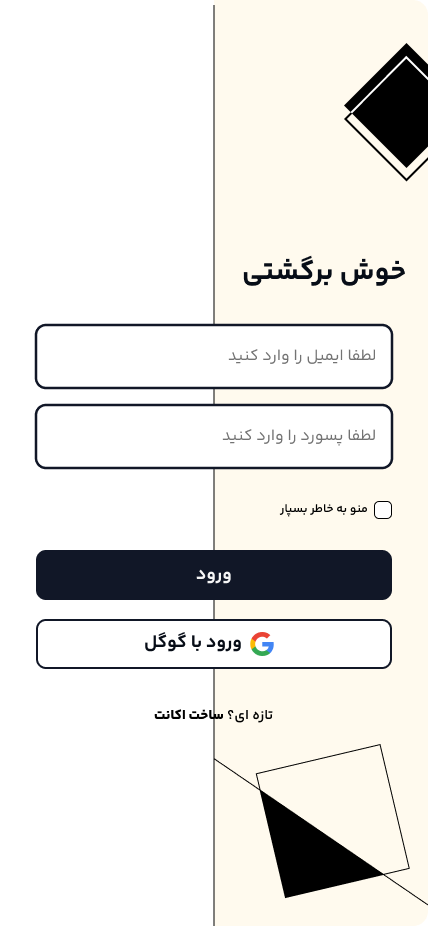 خوش برگشتی
لطفا ایمیل را وارد کنید
لطفا پسورد را وارد کنید
منو به خاطر بسپار
ورود
ورود با گوگل
تازه ای؟ ساخت اکانت